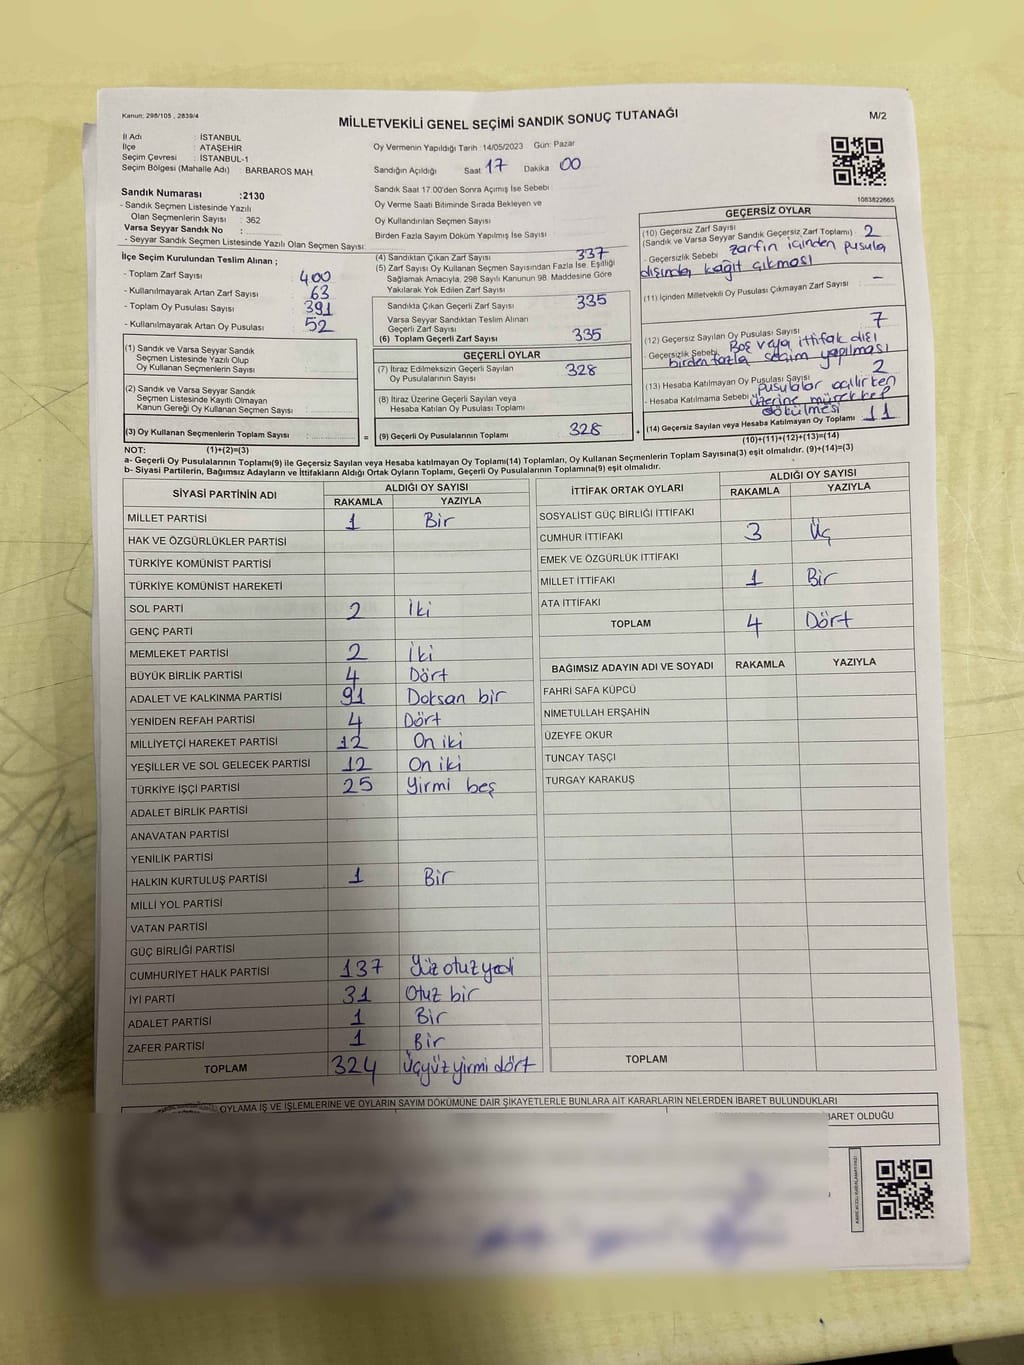 Kanun: 298/105 , 2839/4
MİLLETVEKİLİ GENEL SEÇİMİ SANDIK SONUÇ TUTANAĞI
M/2
İl Adı : İSTANBUL
İlçe : ATAŞEHİR
Seçim Çevresi : İSTANBUL-1
Seçim Bölgesi (Mahalle Adı) : BARBAROS MAH.
Oy Vermenin Yapıldığı Tarih : 14/05/2023 Gün: Pazar
Sandığın Açıldığı Saat 17 Dakika 00
Sandık Saat 17.00'den Sonra Açımış İse Sebebi
Oy Verme Saati Bitiminde Sırada Bekleyen ve
Oy Kullandırılan Seçmen Sayısı
Birden Fazla Sayım Döküm Yapılmış İse Sayısı
1083822665
Sandık Numarası :2130
- Sandık Seçmen Listesinde Yazılı
Olan Seçmenlerin Sayısı : 362
Varsa Seyyar Sandık No :
- Seyyar Sandık Seçmen Listesinde Yazılı Olan Seçmen Sayısı:
İlçe Seçim Kurulundan Teslim Alınan ;
- Toplam Zarf Sayısı 400
- Kullanılmayarak Artan Zarf Sayısı 63
- Toplam Oy Pusulası Sayısı 391
- Kullanılmayarak Artan Oy Pusulası 52
(1) Sandık ve Varsa Seyyar Sandık
Seçmen Listesinde Yazılı Olup
Oy Kullanan Seçmenlerin Sayısı
(2) Sandık ve Varsa Seyyar Sandık
Seçmen Listesinde Kayıtlı Olmayan
Kanun Gereği Oy Kullanan Seçmen Sayısı
(3) Oy Kullanan Seçmenlerin Toplam Sayısı :
(4) Sandıktan Çıkan Zarf Sayısı 337
(5) Zarf Sayısı Oy Kullanan Seçmen Sayısından Fazla İse, Eşitliği
Sağlamak Amacıyla, 298 Sayılı Kanunun 98. Maddesine Göre
Yakılarak Yok Edilen Zarf Sayısı
Sandıkta Çıkan Geçerli Zarf Sayısı 335
Varsa Seyyar Sandıktan Teslim Alınan
Geçerli Zarf Sayısı
(6) Toplam Geçerli Zarf Sayısı 335
GEÇERLİ OYLAR
(7) İtiraz Edilmeksizin Geçerli Sayılan
Oy Pusulalarının Sayısı 328
(8) İtiraz Üzerine Geçerli Sayılan veya
Hesaba Katılan Oy Pusulası Toplamı
= (9) Geçerli Oy Pusulalarının Toplamı 328 +
GEÇERSİZ OYLAR
(10) Geçersiz Zarf Sayısı
(Sandık ve Varsa Seyyar Sandık Geçersiz Zarf Toplamı) : 2
- Geçersizlik Sebebi : zarfın içinden pusula
dışında kağıt çıkması
(11) İçinden Milletvekili Oy Pusulası Çıkmayan Zarf Sayısı : -
(12) Geçersiz Sayılan Oy Pusulası Sayısı 7
- Geçersizlik Sebebi Boş veya ittifak dışı
birden fazla seçim yapılması
(13) Hesaba Katılmayan Oy Pusulası Sayısı 2
- Hesaba Katılmama Sebebi pusulalar açılırken
üzerine mürekkep
dökülmesi
(14) Geçersiz Sayılan veya Hesaba Katılmayan Oy Toplamı 11
NOT: (1)+(2)=(3)
(10)+(11)+(12)+(13)=(14)
a- Geçerli Oy Pusulalarının Toplamı(9) ile Geçersiz Sayılan veya Hesaba katılmayan Oy Toplamı(14) Toplamları, Oy Kullanan Seçmenlerin Toplam Sayısına(3) eşit olmalıdır. (9)+(14)=(3)
b- Siyasi Partilerin, Bağımsız Adayların ve İttifakların Aldığı Ortak Oyların Toplamı, Geçerli Oy Pusulalarının Toplamına(9) eşit olmalıdır.
SİYASİ PARTİNİN ADI
ALDIĞI OY SAYISI
RAKAMLA YAZIYLA
MİLLET PARTİSİ 1 Bir
HAK VE ÖZGÜRLÜKLER PARTİSİ
TÜRKİYE KOMÜNİST PARTİSİ
TÜRKİYE KOMÜNİST HAREKETİ
SOL PARTİ 2 İki
GENÇ PARTİ
MEMLEKET PARTİSİ 2 İki
BÜYÜK BİRLİK PARTİSİ 4 Dört
ADALET VE KALKINMA PARTİSİ 91 Doksan bir
YENİDEN REFAH PARTİSİ 4 Dört
MİLLİYETÇİ HAREKET PARTİSİ 12 On iki
YEŞİLLER VE SOL GELECEK PARTİSİ 12 On iki
TÜRKİYE İŞÇİ PARTİSİ 25 Yirmi beş
ADALET BİRLİK PARTİSİ
ANAVATAN PARTİSİ
YENİLİK PARTİSİ
HALKIN KURTULUŞ PARTİSİ 1 Bir
MİLLİ YOL PARTİSİ
VATAN PARTİSİ
GÜÇ BİRLİĞİ PARTİSİ
CUMHURİYET HALK PARTİSİ 137 Yüz otuz yedi
İYİ PARTİ 31 Otuz bir
ADALET PARTİSİ 1 Bir
ZAFER PARTİSİ 1 Bir
TOPLAM 324 Üçyüz yirmi dört
İTTİFAK ORTAK OYLARI
ALDIĞI OY SAYISI
RAKAMLA YAZIYLA
SOSYALİST GÜÇ BİRLİĞİ İTTİFAKI
CUMHUR İTTİFAKI 3 Üç
EMEK VE ÖZGÜRLÜK İTTİFAKI
MİLLET İTTİFAKI 1 Bir
ATA İTTİFAKI
TOPLAM 4 Dört
BAĞIMSIZ ADAYIN ADI VE SOYADI RAKAMLA YAZIYLA
FAHRİ SAFA KÜPCÜ
NİMETULLAH ERŞAHİN
ÜZEYFE OKUR
TUNCAY TAŞÇI
TURGAY KARAKUŞ
TOPLAM
OYLAMA İŞ VE İŞLEMLERİNE VE OYLARIN SAYIM DÖKÜMÜNE DAİR ŞİKAYETLERLE BUNLARA AİT KARARLARIN NELERDEN İBARET BULUNDUKLARI
BARET OLDUĞU